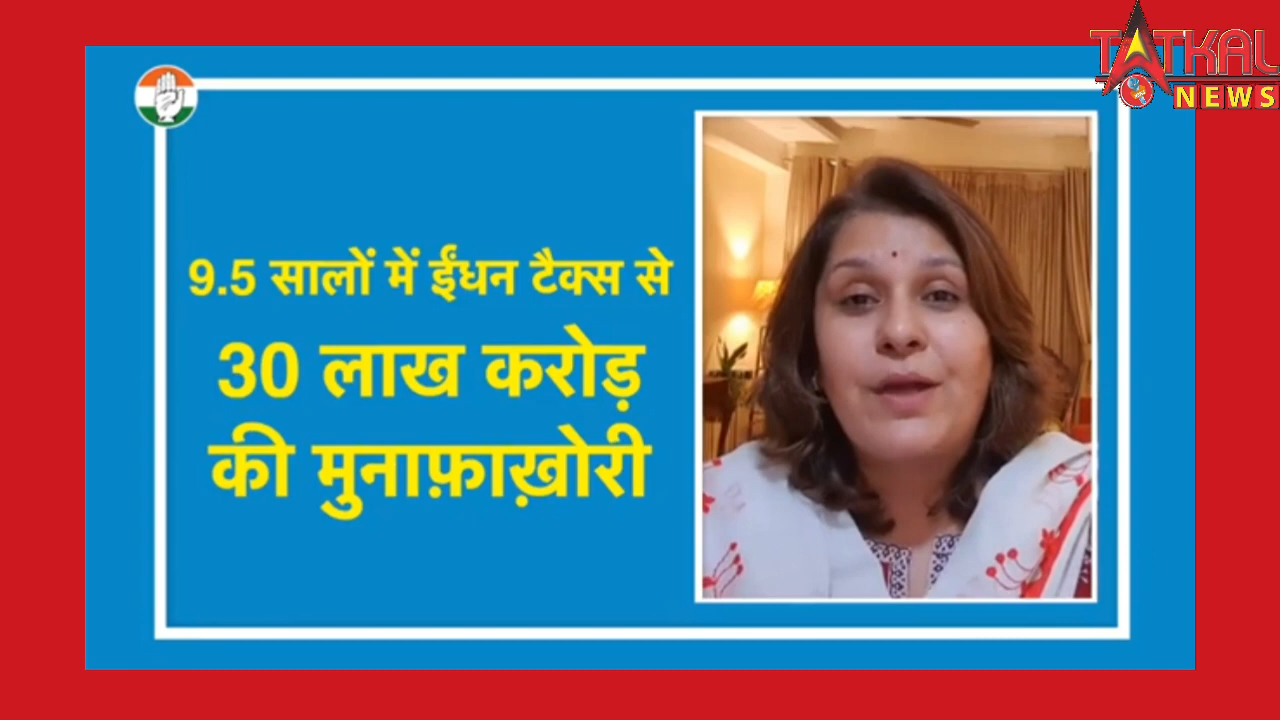 TATKAL
NEWS
9.5 सालों में ईंधन टैक्स से
30 लाख करोड़
की मुनाफ़ाख़ोरी